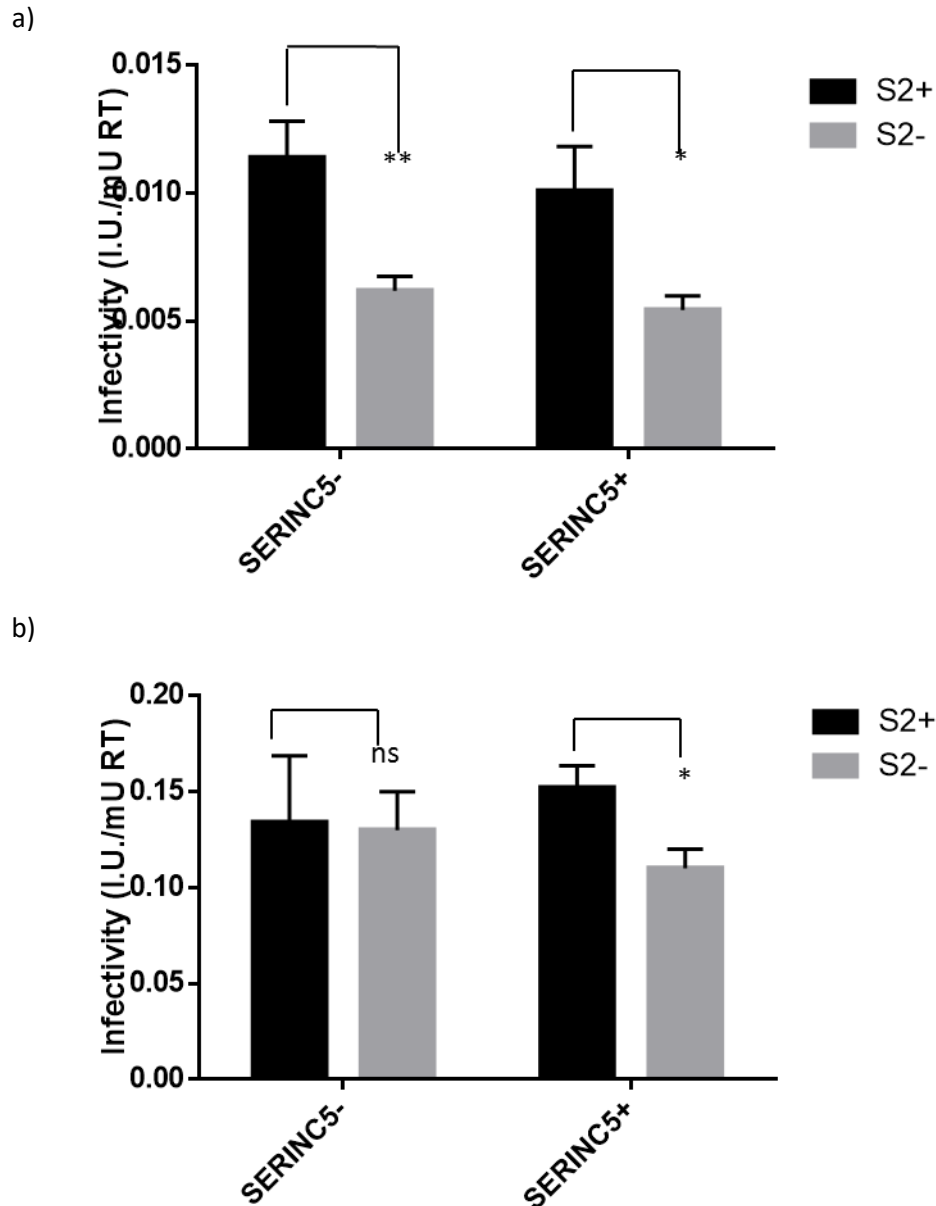 a)
0.015
0.010
0.005
0.000
Infectivity (I.U./mU RT)
**
*
SERINC5-
SERINC5+
S2+
S2-
b)
0.20
0.15
0.10
0.05
0.00
Infectivity (I.U./mU RT)
ns
*
SERINC5-
SERINC5+
S2+
S2-